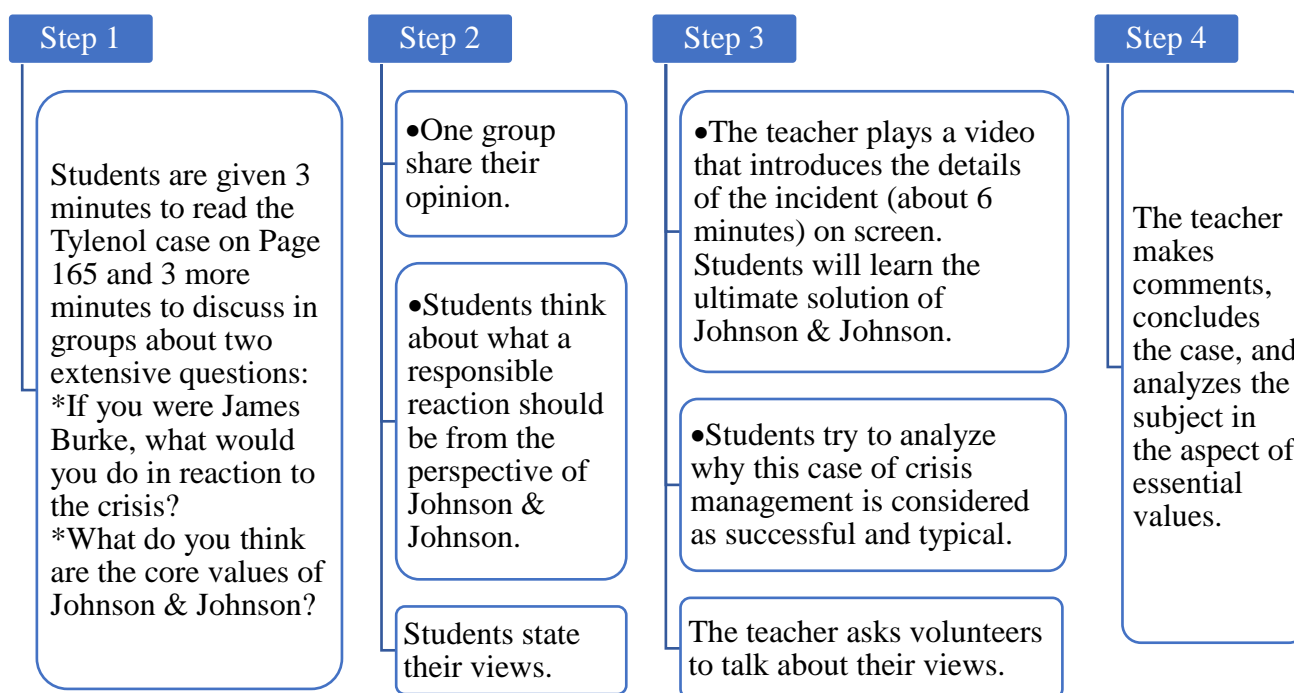 Step 1
Students are given 3
minutes to read the
Tylenol case on Page
165 and 3 more
minutes to discuss in
groups about two
extensive questions:
*If you were James
Burke, what would
you do in reaction to
the crisis?
*What do you think
are the core values of
Johnson & Johnson?
Step 2
•One group
share their
opinion.
•Students think
about what a
responsible
reaction should
be from the
perspective of
Johnson &
Johnson.
Students state
their views.
Step 3
•The teacher plays a video
that introduces the details
of the incident (about 6
minutes) on screen.
Students will learn the
ultimate solution of
Johnson & Johnson.
•Students try to analyze
why this case of crisis
management is considered
as successful and typical.
The teacher asks volunteers
to talk about their views.
Step 4
The teacher
makes
comments,
concludes
the case, and
analyzes the
subject in
the aspect of
essential
values.